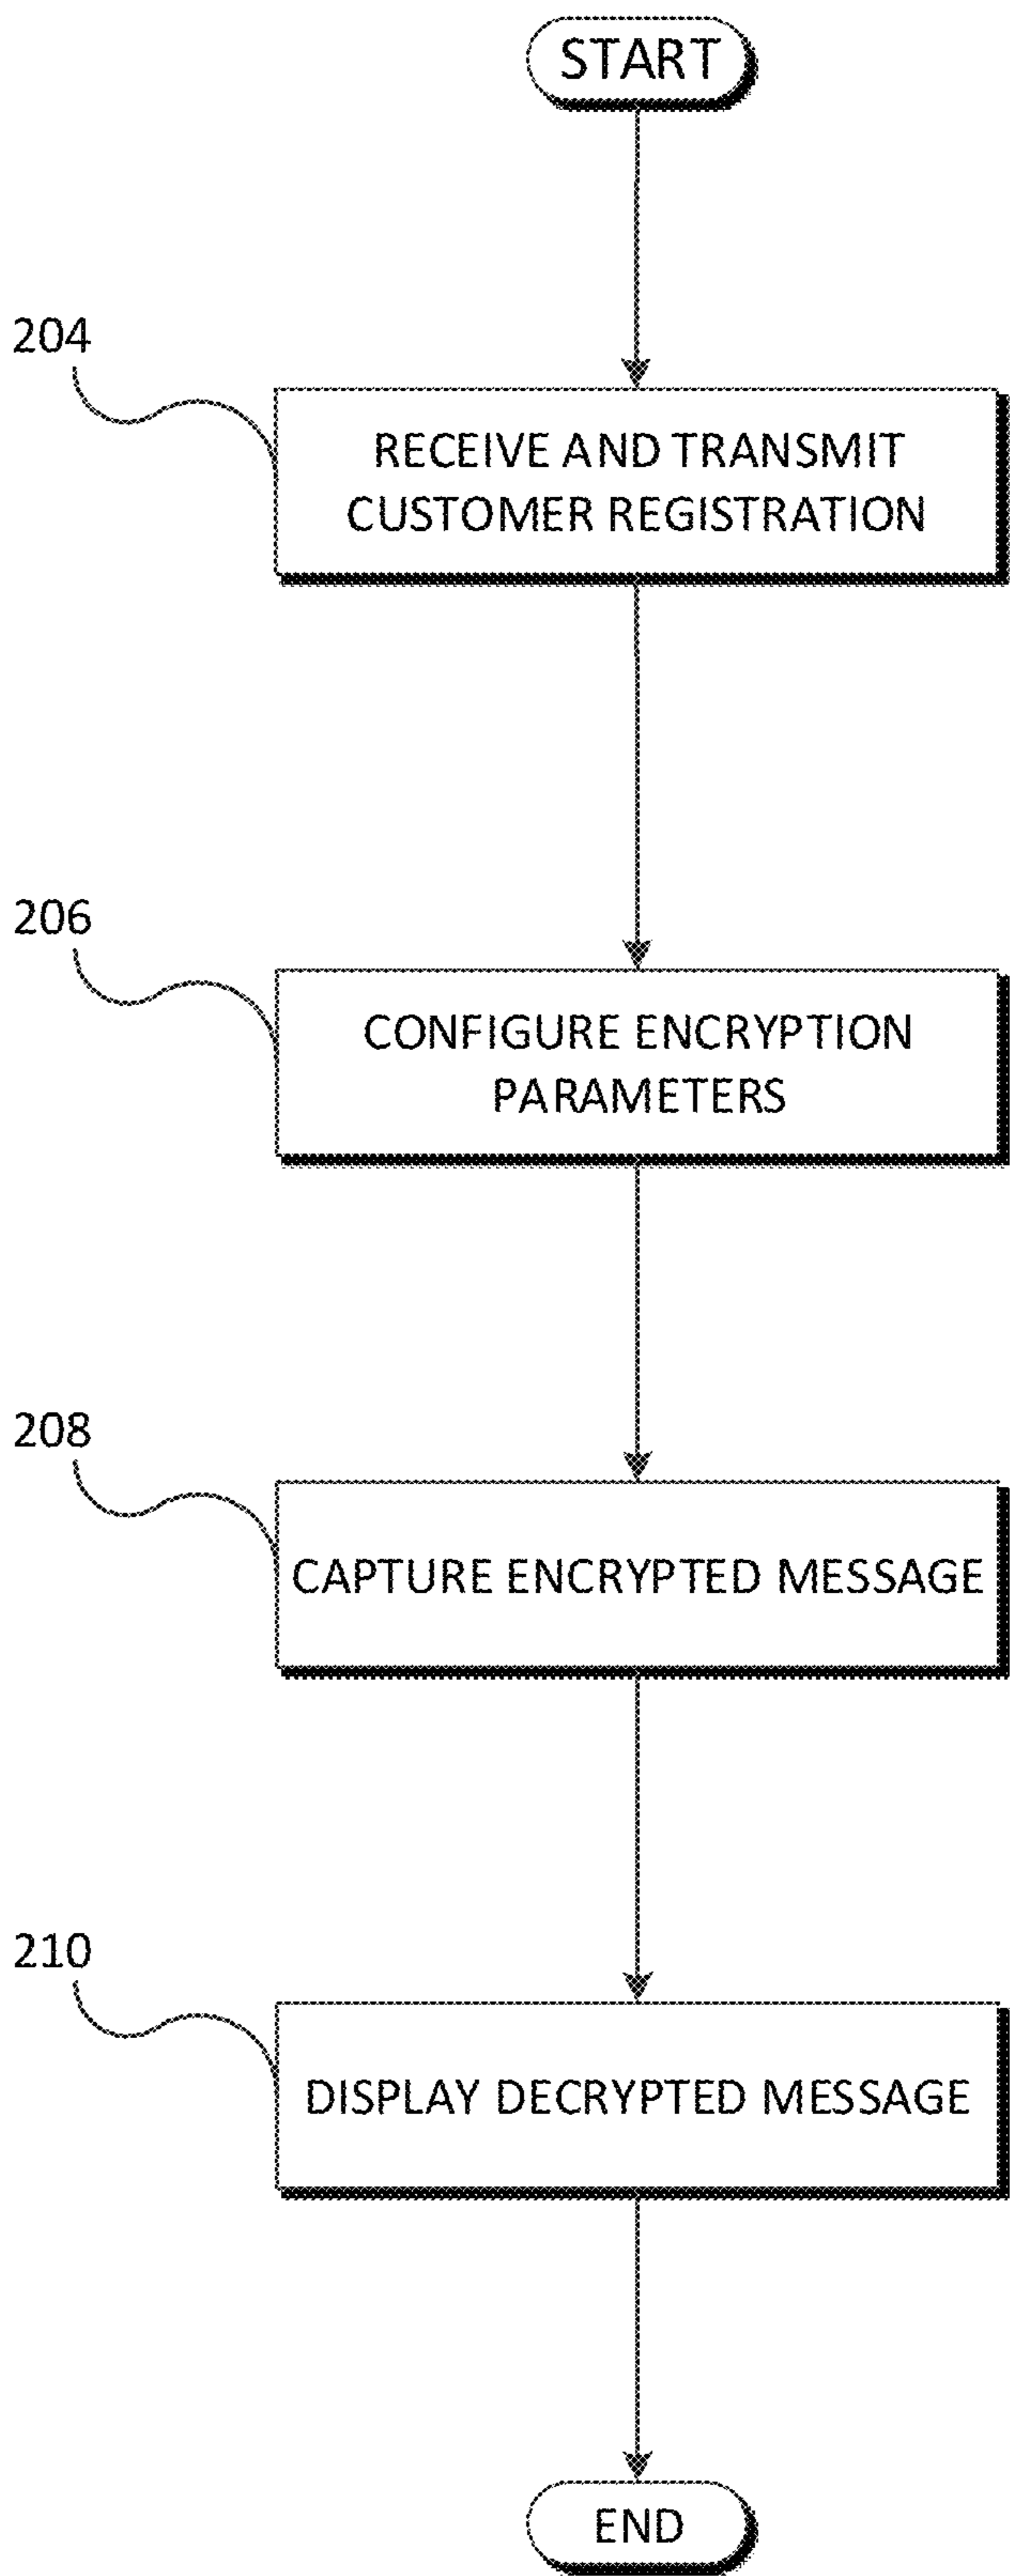 START
204
RECEIVE AND TRANSMIT
CUSTOMER REGISTRATION
206
CONFIGURE ENCRYPTION
PARAMETERS
208
CAPTURE ENCRYPTED MESSAGE
210
DISPLAY DECRYPTED MESSAGE
END